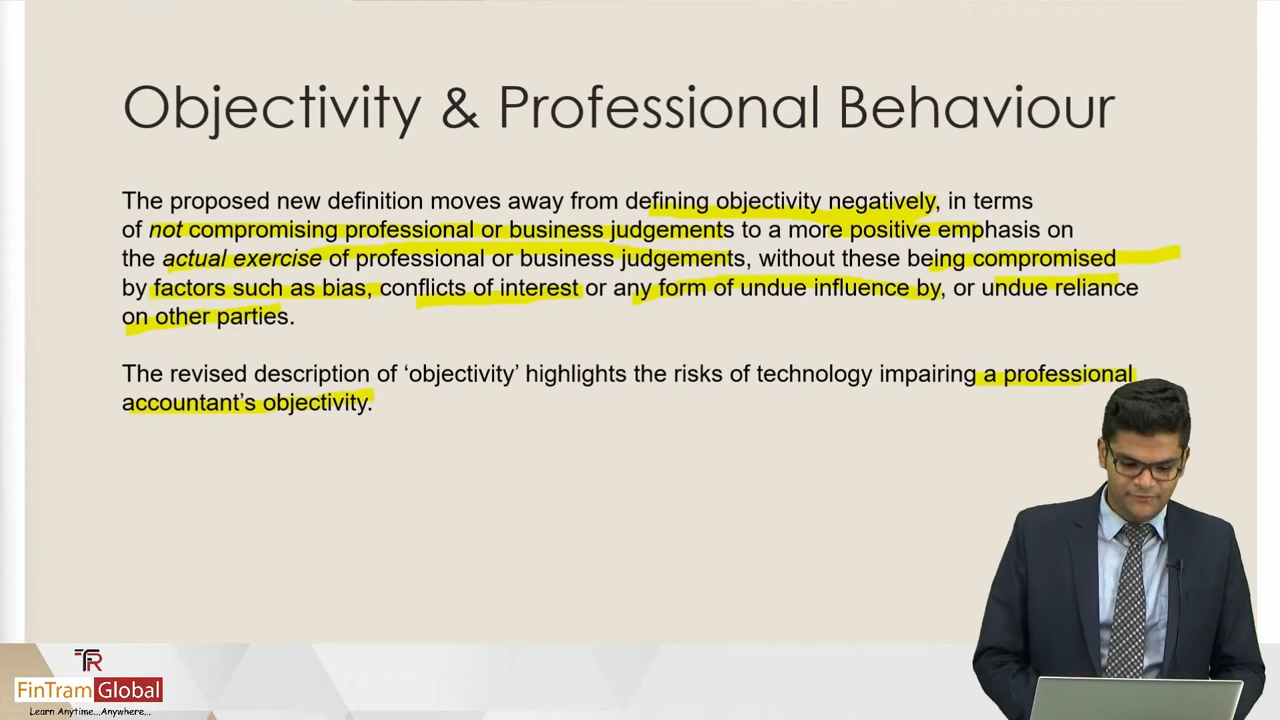 Objectivity & Professional Behaviour
The proposed new definition moves away from defining objectivity negatively, in terms
of not compromising professional or business judgements to a more positive emphasis on
the actual exercise of professional or business judgements, without these being compromised
by factors such as bias, conflicts of interest or any form of undue influence by, or undue reliance
on other parties.
The revised description of ‘objectivity’ highlights the risks of technology impairing a professional
accountant’s objectivity.
FinTram Global
Learn Anytime...Anywhere...